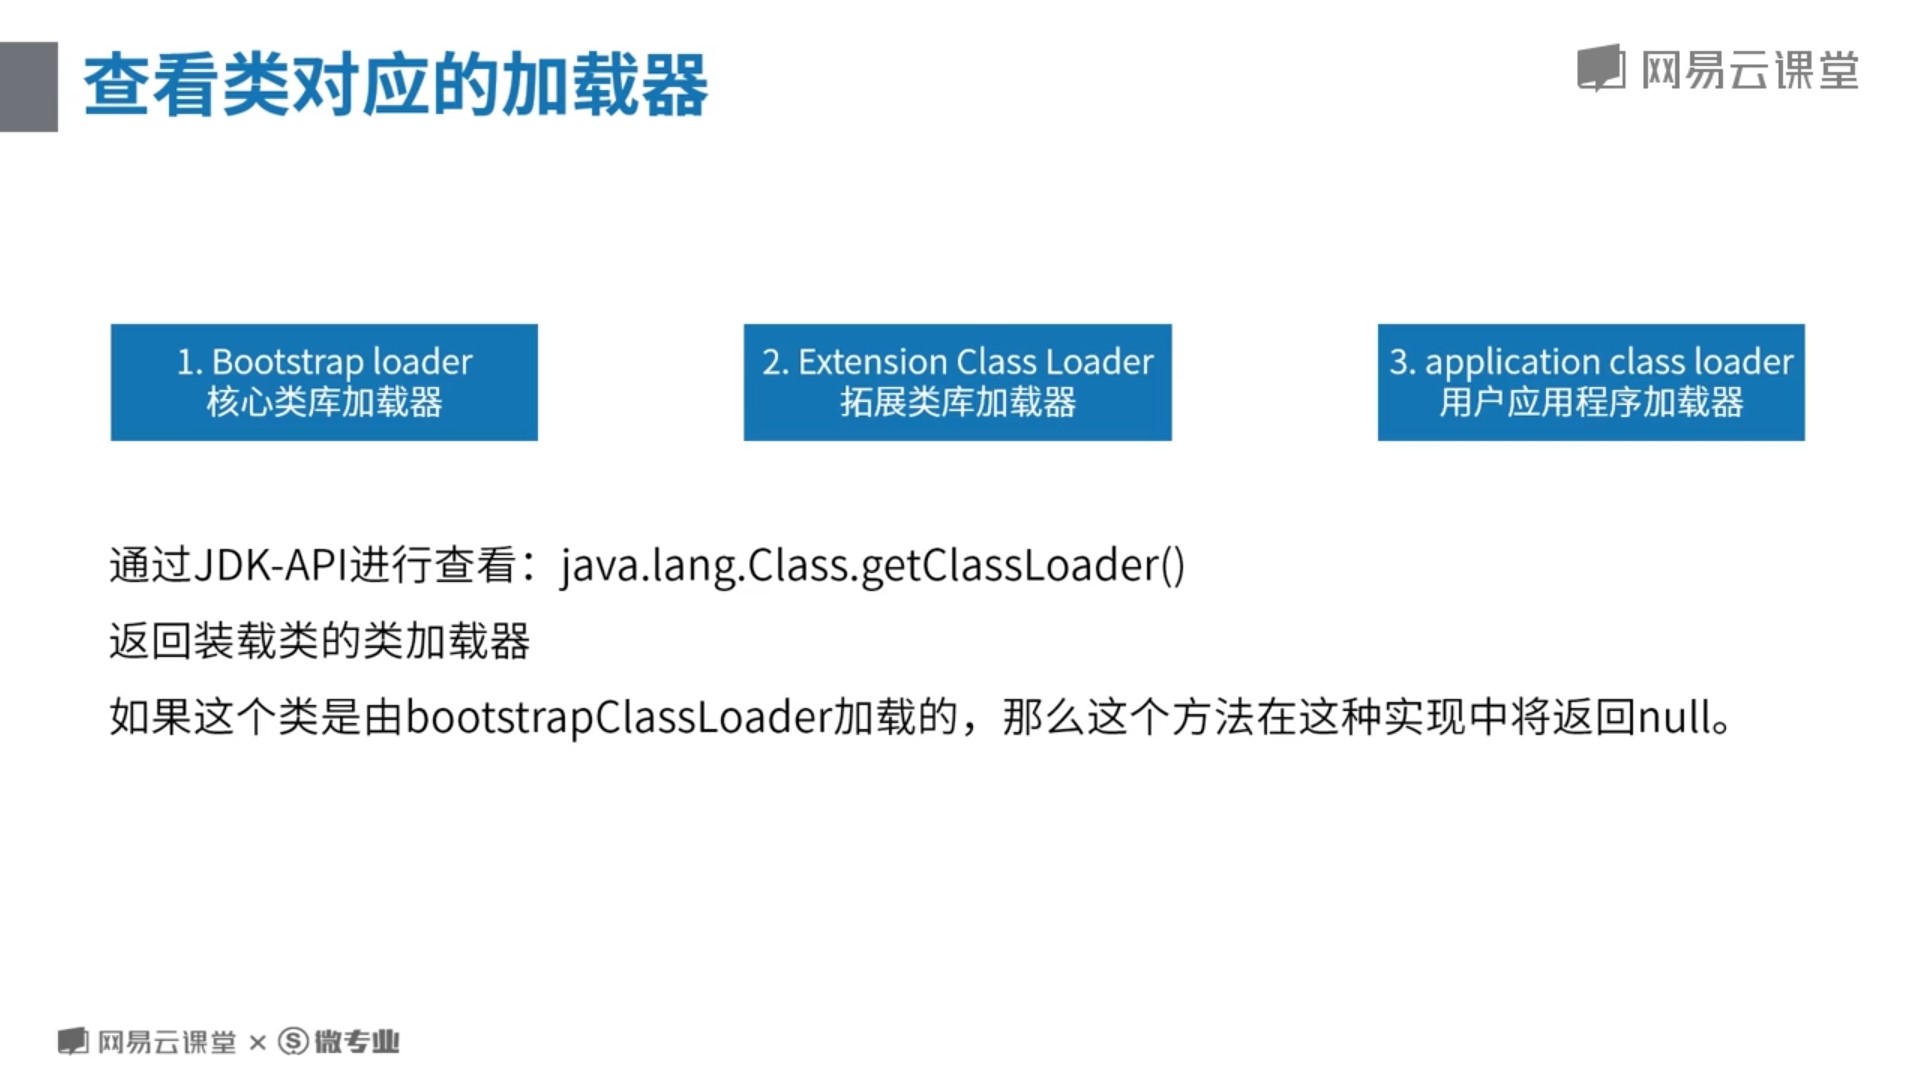 查看类对应的加载器
网易云课堂
1. Bootstrap loader
核心类库加载器
2. Extension Class Loader
拓展类库加载器
3. application class loader
用户应用程序加载器
通过JDK-API进行查看：java.lang.Class.getClassLoader()
返回装载类的类加载器
如果这个类是由bootstrapClassLoader加载的，那么这个方法在这种实现中将返回null。
网易云课堂 × Ⓢ微专业